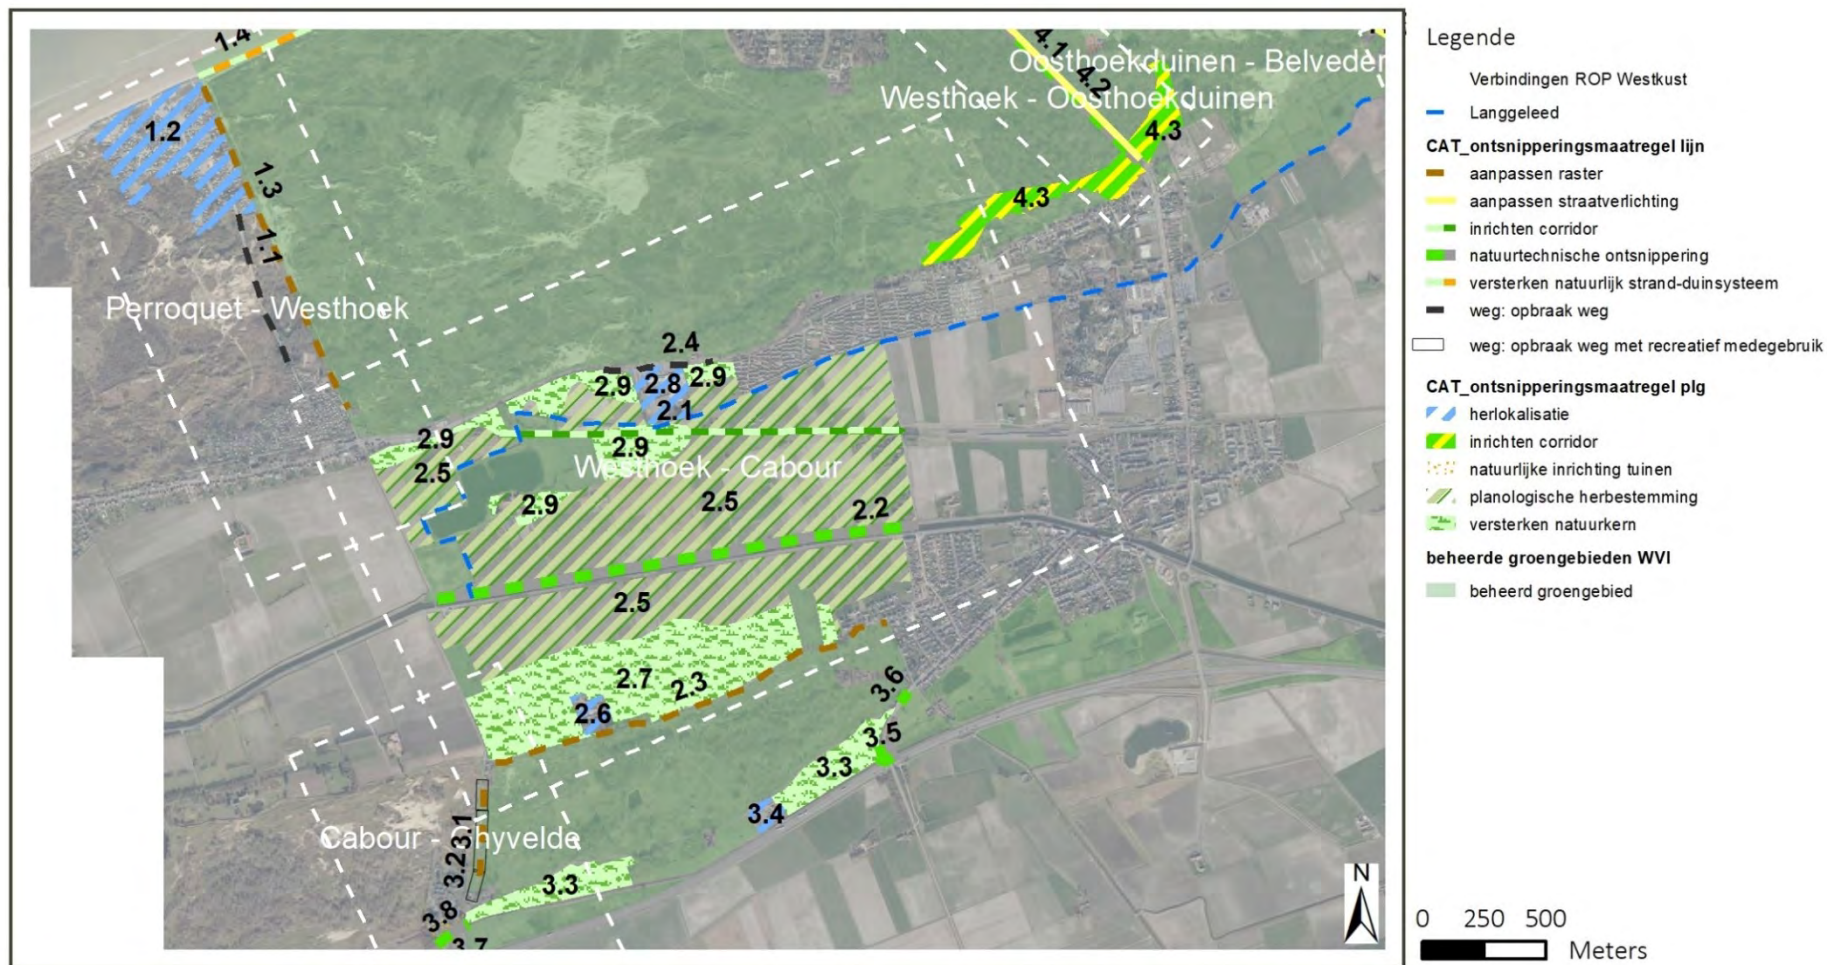 1.4
4.1
Oosthoekduinen - Belveder
4.2
Westhoek - Oosthoekduinen
1.2
4.3
1.3
4.3
1.1
Perroquet - Westhoek
2.4
2.9
2.8
2.9
2.1
2.9
2.9
Westhoek - Cabour
2.5
2.9
2.5
2.2
2.5
2.7
2.3
3.6
2.6
3.5
3.3
3.4
Cabour - Ghyvelde
3.1
3.2
3.3
3.8
3.7
N
Legende
Verbindingen ROP Westkust
Langgeleed
CAT_ontsnipperingsmaatregel lijn
aanpassen raster
aanpassen straatverlichting
inrichten corridor
natuurtechnische ontsnippering
versterken natuurlijk strand-duinsysteem
weg: opbraak weg
weg: opbraak weg met recreatief medegebruik
CAT_ontsnipperingsmaatregel plg
herlokalisatie
inrichten corridor
natuurlijke inrichting tuinen
planologische herbestemming
versterken natuurkern
beheerde groengebieden WVI
beheerd groengebied
0 250 500
Meters